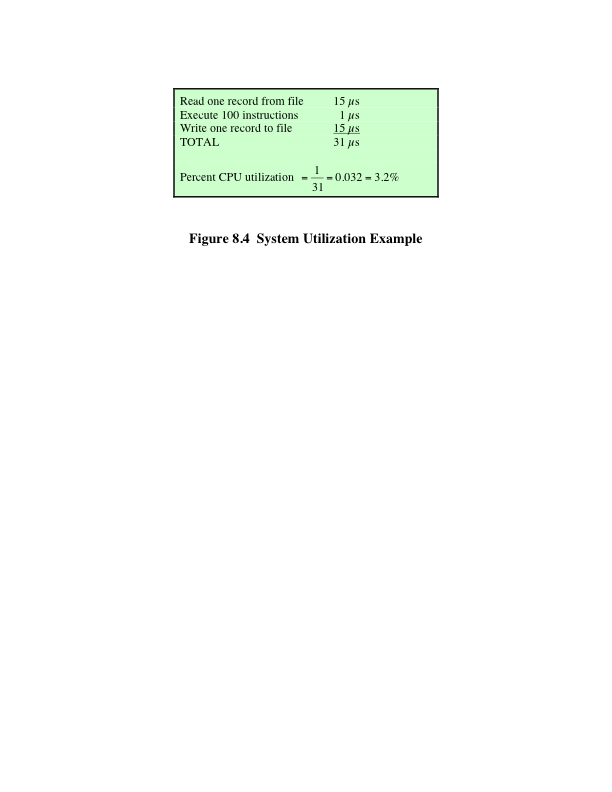 Read one record from file 15 μs
Execute 100 instructions 1 μs
Write one record to file 15 μs
TOTAL 31 μs
Percent CPU utilization = 1/31 = 0.032 = 3.2%
Figure 8.4 System Utilization Example